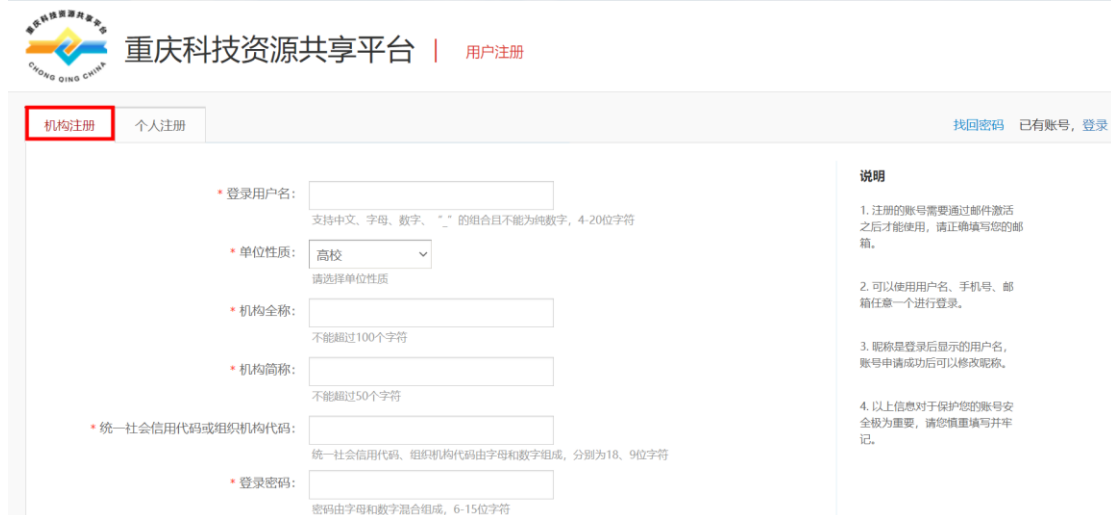 重庆科技资源共享平台
CHONG QING CHINA
重庆科技资源共享平台 | 用户注册
机构注册 个人注册 找回密码 已有账号，登录
* 登录用户名：
支持中文、字母、数字、“_”的组合且不能为纯数字，4-20位字符
* 单位性质： 高校
请选择单位性质
* 机构全称：
不能超过100个字符
* 机构简称：
不能超过50个字符
* 统一社会信用代码或组织机构代码：
统一社会信用代码、组织机构代码由字母和数字组成，分别为18、9位字符
* 登录密码：
密码由字母和数字混合组成，6-15位字符
说明
1. 注册的账号需要通过邮件激活
之后才能使用，请正确填写您的邮
箱。
2. 可以使用用户名、手机号、邮
箱任意一个进行登录。
3. 昵称是登录后显示的用户名，
账号申请成功后可以修改昵称。
4. 以上信息对于保护您的账号安
全极为重要，请您慎重填写并牢
记。